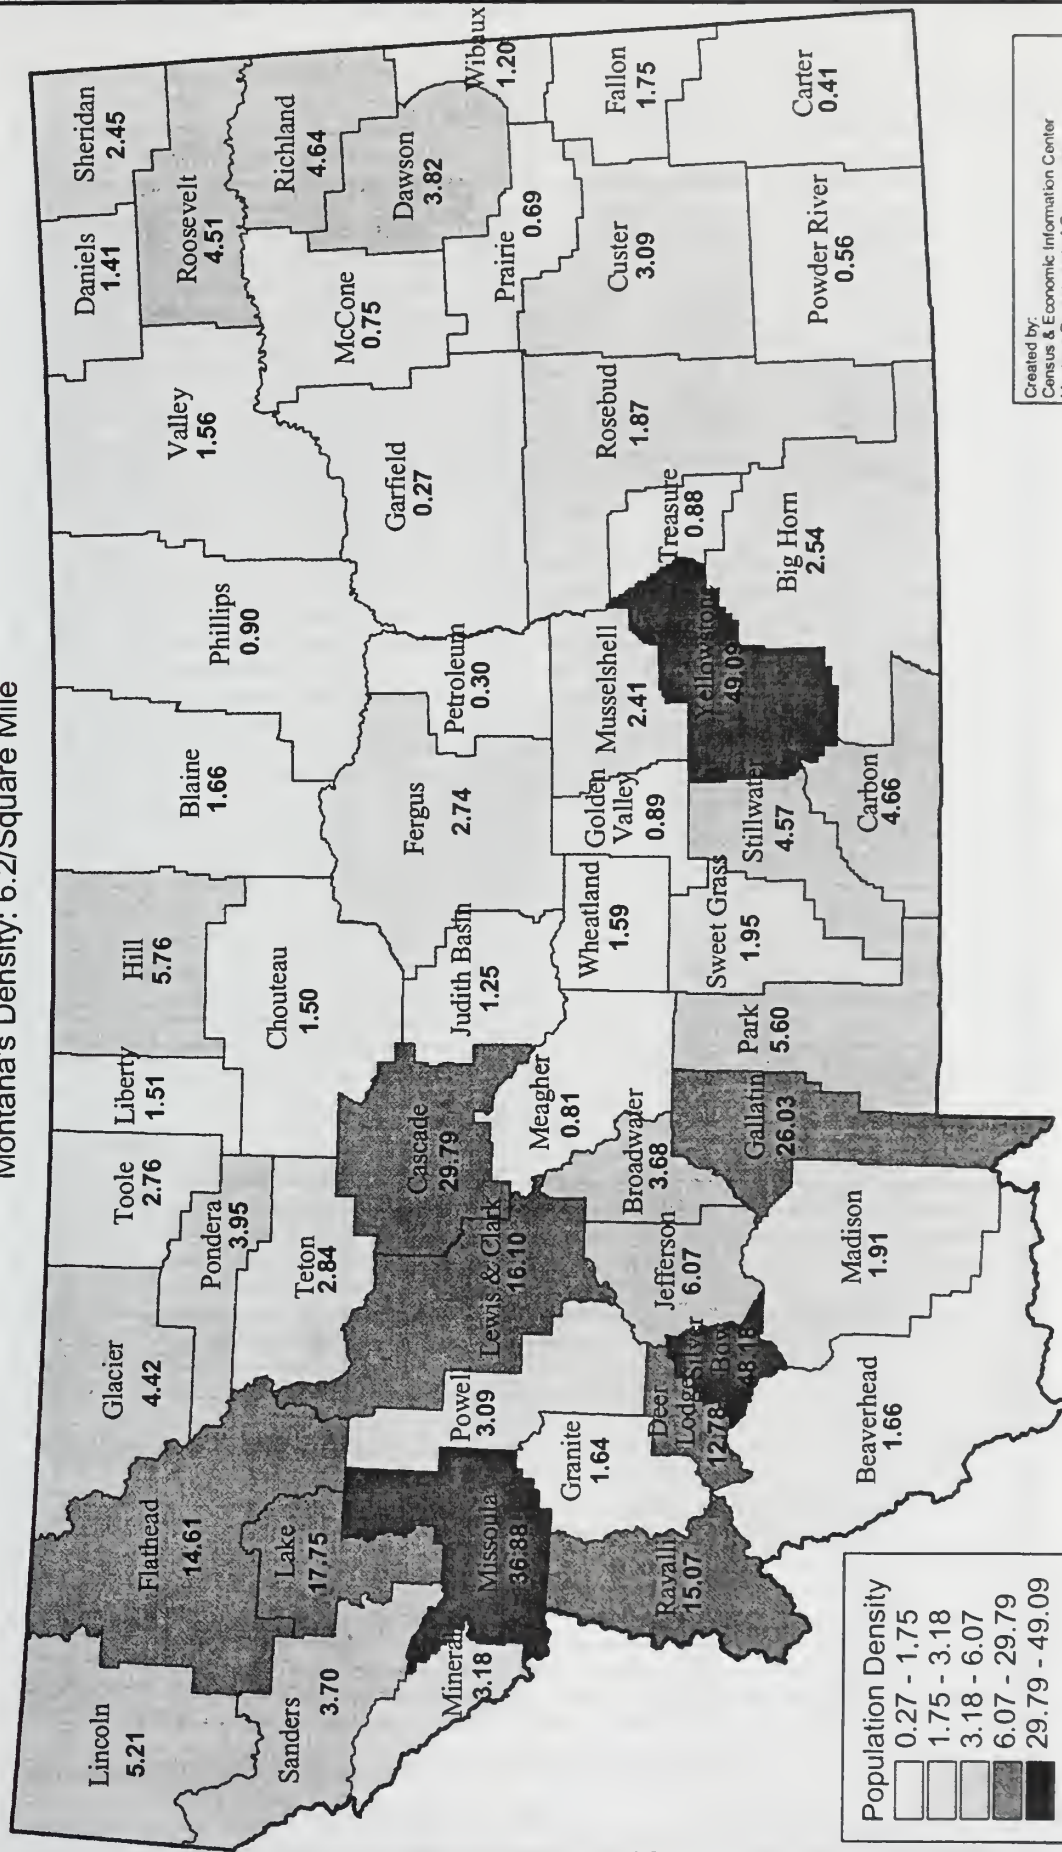 Montana's Density: 6.2/Square Mile
Lincoln
5.21
Flathead
14.61
Glacier
4.42
Toole
2.76
Liberty
1.51
Hill
5.76
Blaine
1.66
Phillips
0.90
Valley
1.56
Daniels
1.41
Sheridan
2.45
Roosevelt
4.51
Sanders
3.70
Lake
17.75
Pondera
3.95
Teton
2.84
Chouteau
1.50
Richland
4.64
McCone
0.75
Dawson
3.82
Wibaux
1.20
Garfield
0.27
Prairie
0.69
Mineral
3.18
Missoula
36.88
Powell
3.09
Lewis & Clark
16.10
Cascade
29.79
Judith Basin
1.25
Fergus
2.74
Petroleum
0.30
Fallon
1.75
Custer
3.09
Rosebud
1.87
Granite
1.64
Meagher
0.81
Broadwater
3.68
Wheatland
1.59
Golden
Valley
0.89
Musselshell
2.41
Treasure
0.88
Yellowstone
49.09
Ravalli
15.07
Deer
Lodge
12.78
Silver
Bow
48.18
Jefferson
6.07
Gallatin
26.03
Park
5.60
Sweet Grass
1.95
Stillwater
4.57
Carbon
4.66
Big Horn
2.54
Powder River
0.56
Carter
0.41
Beaverhead
1.66
Madison
1.91
Population Density
0.27 - 1.75
1.75 - 3.18
3.18 - 6.07
6.07 - 29.79
29.79 - 49.09
Created by:
Census & Economic Information Center